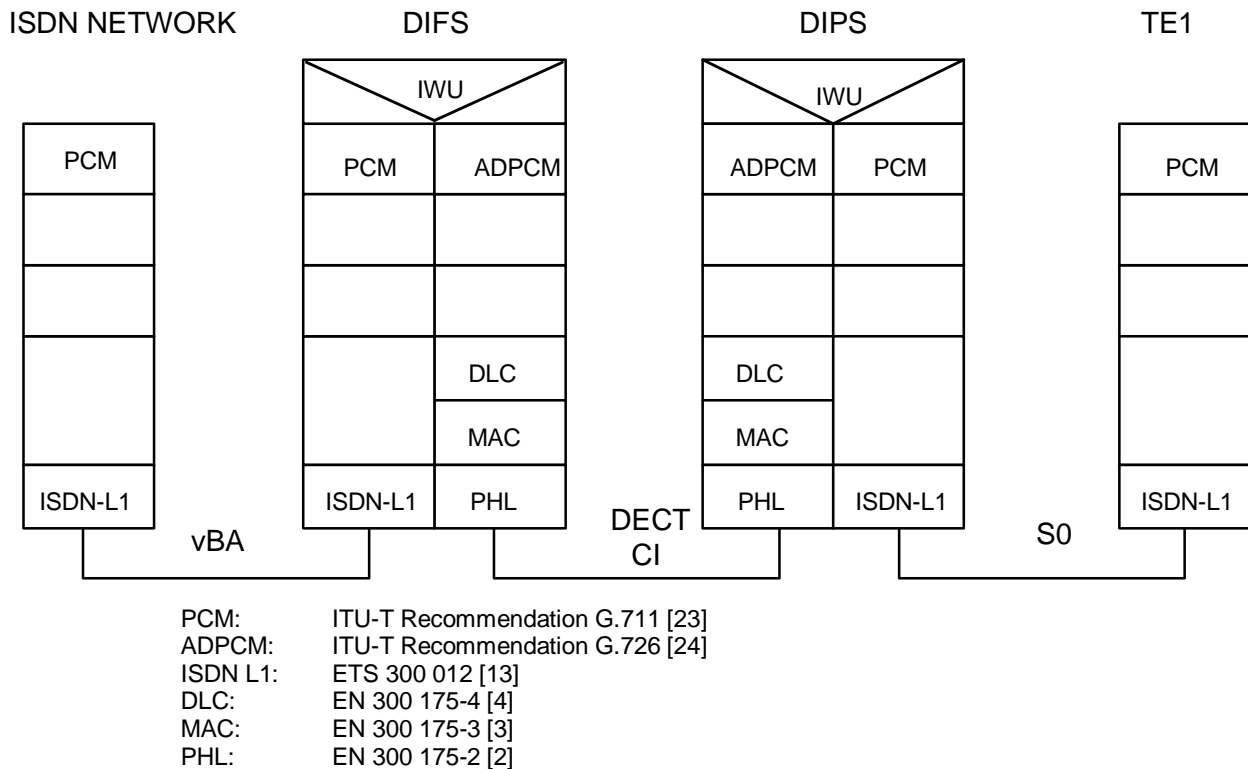 ISDN NETWORK DIFS DIPS TE1
IWU IWU
PCM PCM ADPCM ADPCM PCM PCM
DLC DLC
MAC MAC
ISDN-L1 ISDN-L1 PHL PHL ISDN-L1 ISDN-L1
vBA DECT CI S0
PCM: ITU-T Recommendation G.711 [23]
ADPCM: ITU-T Recommendation G.726 [24]
ISDN L1: ETS 300 012 [13]
DLC: EN 300 175-4 [4]
MAC: EN 300 175-3 [3]
PHL: EN 300 175-2 [2]